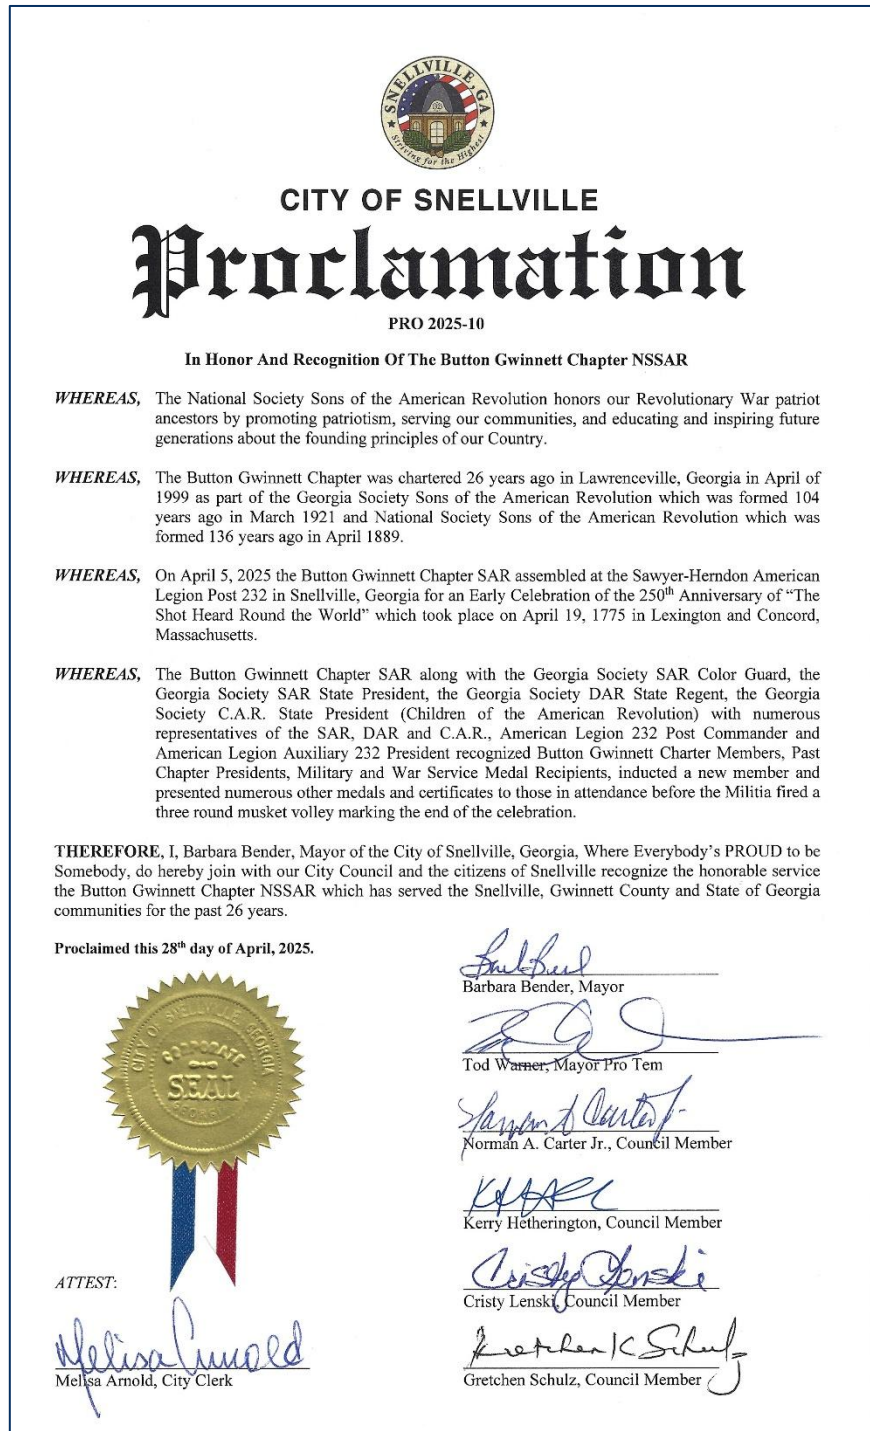 SNELLVILLE, GA
Striving for the Highest
CITY OF SNELLVILLE
Proclamation
PRO 2025-10
In Honor And Recognition Of The Button Gwinnett Chapter NSSAR
WHEREAS, The National Society Sons of the American Revolution honors our Revolutionary War patriot
ancestors by promoting patriotism, serving our communities, and educating and inspiring future
generations about the founding principles of our Country.
WHEREAS, The Button Gwinnett Chapter was chartered 26 years ago in Lawrenceville, Georgia in April of
1999 as part of the Georgia Society Sons of the American Revolution which was formed 104
years ago in March 1921 and National Society Sons of the American Revolution which was
formed 136 years ago in April 1889.
WHEREAS, On April 5, 2025 the Button Gwinnett Chapter SAR assembled at the Sawyer-Herndon American
Legion Post 232 in Snellville, Georgia for an Early Celebration of the 250th Anniversary of “The
Shot Heard Round the World” which took place on April 19, 1775 in Lexington and Concord,
Massachusetts.
WHEREAS, The Button Gwinnett Chapter SAR along with the Georgia Society SAR Color Guard, the
Georgia Society SAR State President, the Georgia Society DAR State Regent, the Georgia
Society C.A.R. State President (Children of the American Revolution) with numerous
representatives of the SAR, DAR and C.A.R., American Legion 232 Post Commander and
American Legion Auxiliary 232 President recognized Button Gwinnett Charter Members, Past
Chapter Presidents, Military and War Service Medal Recipients, inducted a new member and
presented numerous other medals and certificates to those in attendance before the Militia fired a
three round musket volley marking the end of the celebration.
THEREFORE, I, Barbara Bender, Mayor of the City of Snellville, Georgia, Where Everybody’s PROUD to be
Somebody, do hereby join with our City Council and the citizens of Snellville recognize the honorable service
the Button Gwinnett Chapter NSSAR which has served the Snellville, Gwinnett County and State of Georgia
communities for the past 26 years.
Proclaimed this 28th day of April, 2025.
Barbara Bender, Mayor
Tod Warner, Mayor Pro Tem
Norman A. Carter Jr.
Norman A. Carter Jr., Council Member
Kerry Hetherington, Council Member
Cristy Lenski
Cristy Lenski, Council Member
Gretchen K Schulz
Gretchen Schulz, Council Member
CITY OF SNELLVILLE, GEORGIA
CORPORATE
SEAL
GEORGIA
ATTEST:
Melisa Arnold
Melisa Arnold, City Clerk